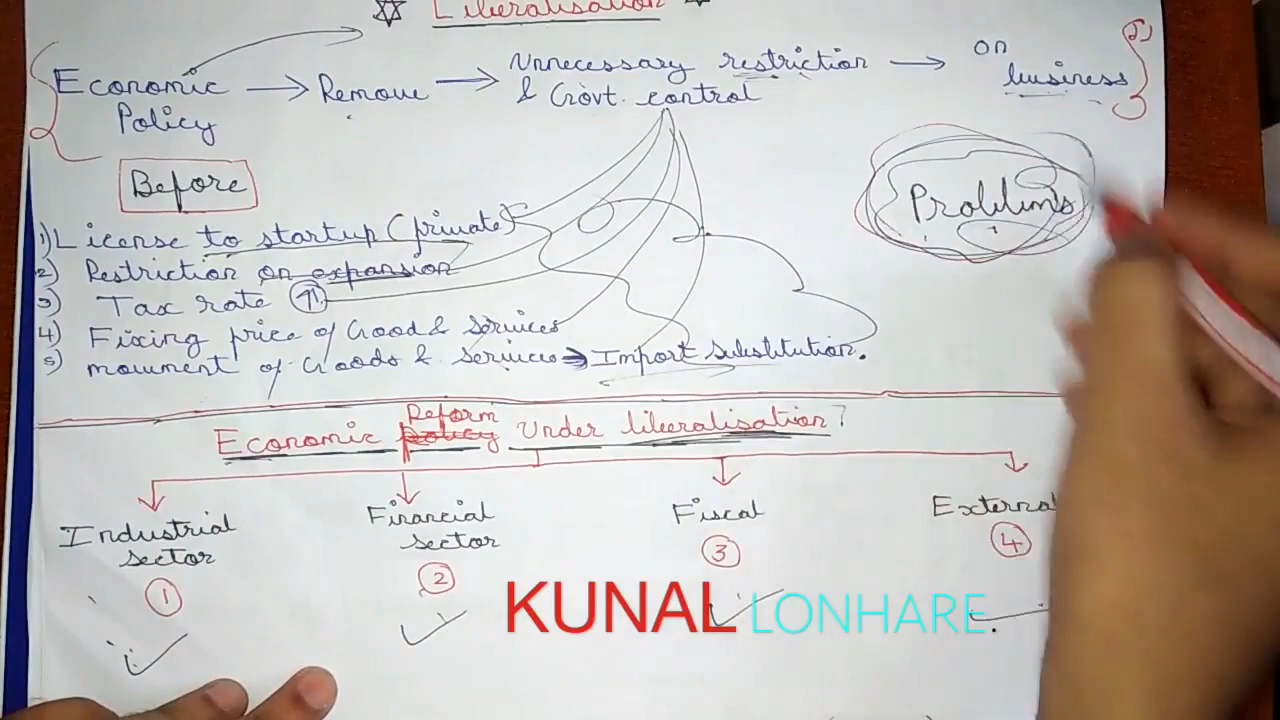 Liberalisation
Economic Policy → Remove → Unnecessary restriction & Govt. control → on business
Before
Problems
1) License to startup (private)
2) Restriction on expansion
3) Tax rate ↑
4) Fixing price of Good & Services
5) movment of Goods & services → Import Substitution.
Economic policy Reform Under liberalisation?
Industrial sector
1
Financial sector
2
Fiscal
3
External
4
KUNAL LONHARE.